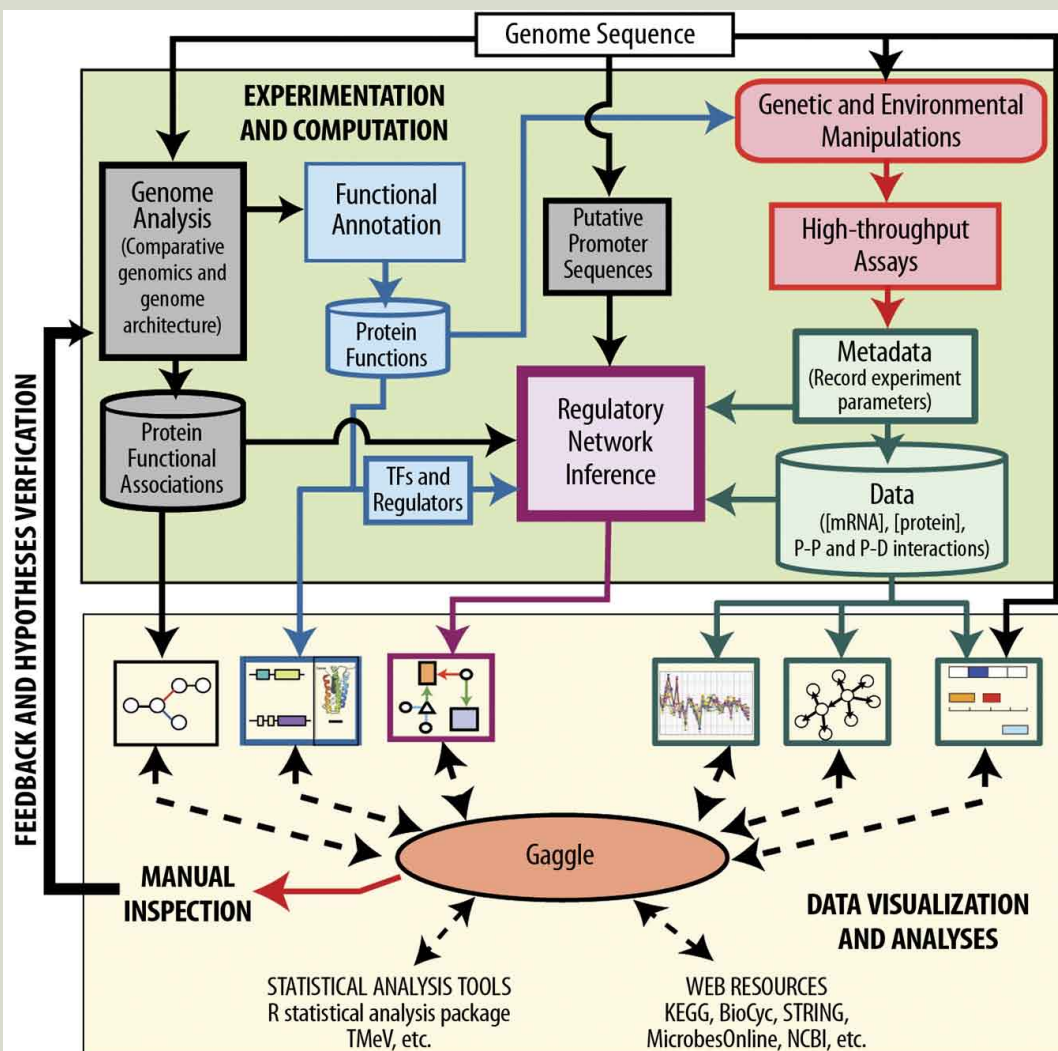 Genome Sequence
EXPERIMENTATION
AND COMPUTATION
Genetic and Environmental
Manipulations
Genome
Analysis
(Comparative
genomics and
genome
architecture)
Functional
Annotation
Putative
Promoter
Sequences
High-throughput
Assays
Protein
Functions
Metadata
(Record experiment
parameters)
Protein
Functional
Associations
Regulatory
Network
Inference
TFs and
Regulators
Data
([mRNA], [protein],
P-P and P-D interactions)
FEEDBACK AND HYPOTHESES VERFICATION
Gaggle
MANUAL
INSPECTION
DATA VISUALIZATION
AND ANALYSES
STATISTICAL ANALYSIS TOOLS
R statistical analysis package
TMeV, etc.
WEB RESOURCES
KEGG, BioCyc, STRING,
MicrobesOnline, NCBI, etc.